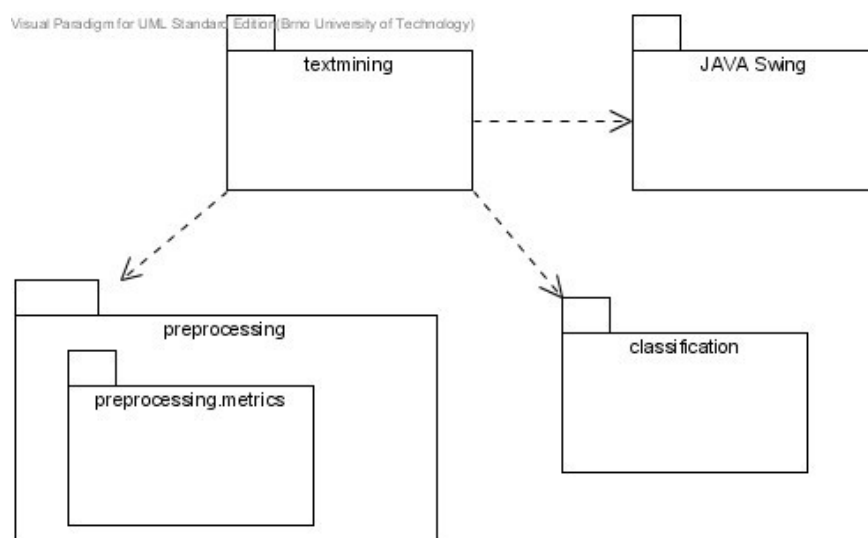 Visual Paradigm for UML Standard Edition(Brno University of Technology)
textmining
JAVA Swing
preprocessing
classification
preprocessing.metrics